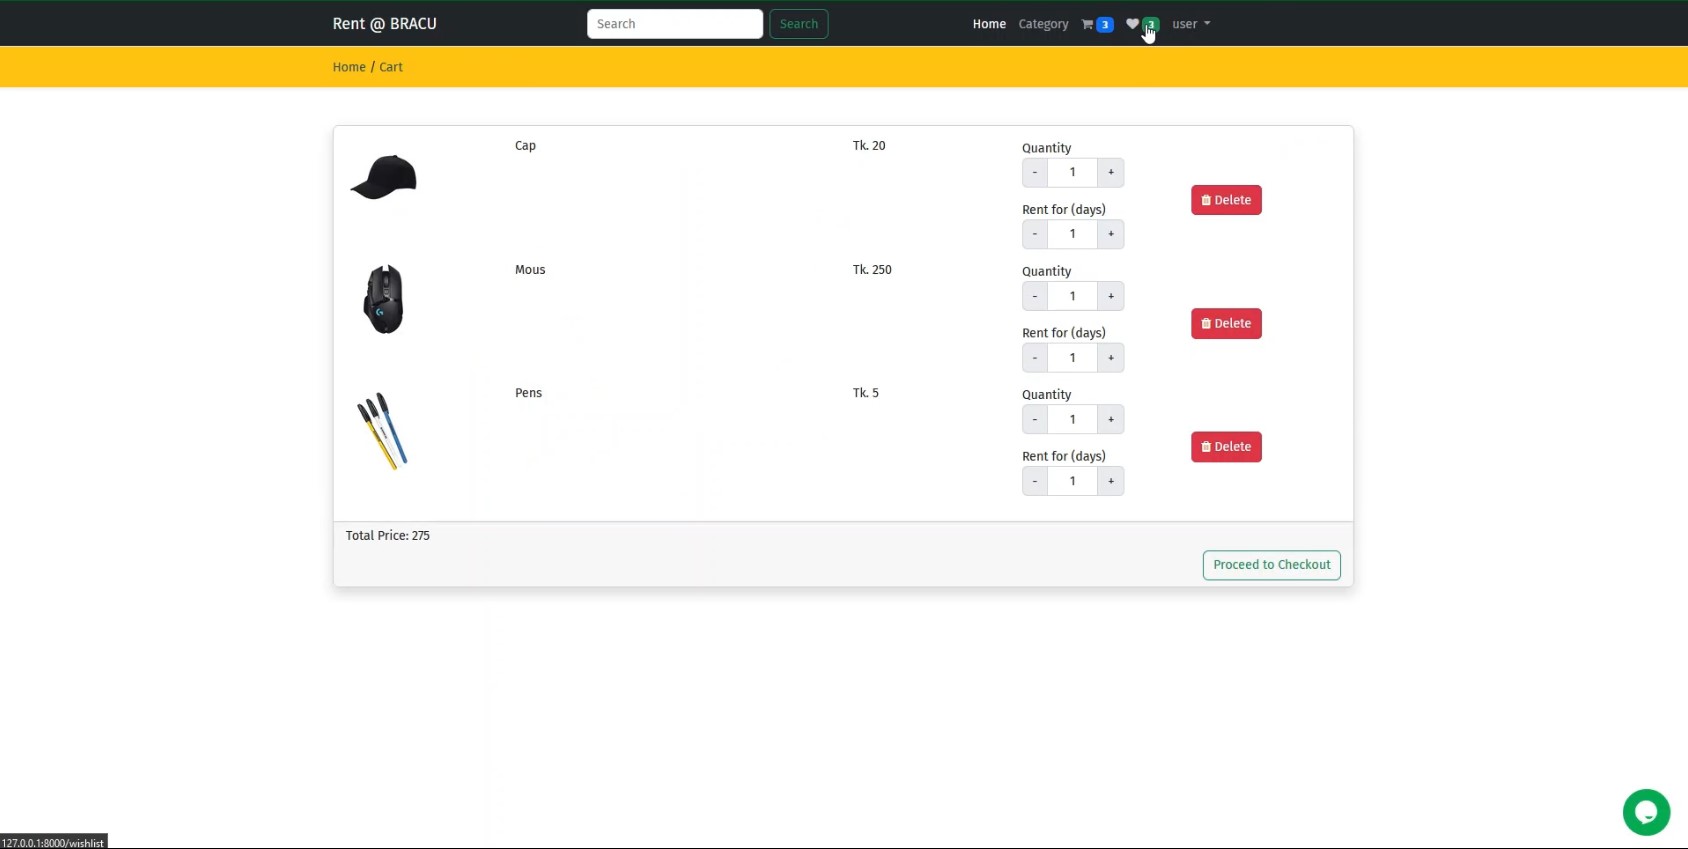 Rent @ BRACU
Search
Search
Home
Category
3
3
user
Home / Cart
Cap
Tk. 20
Quantity
- 1 +
Rent for (days)
- 1 +
Delete
Mous
Tk. 250
Quantity
- 1 +
Rent for (days)
- 1 +
Delete
Pens
Tk. 5
Quantity
- 1 +
Rent for (days)
- 1 +
Delete
Total Price: 275
Proceed to Checkout
127.0.0.1:8000/wishlist